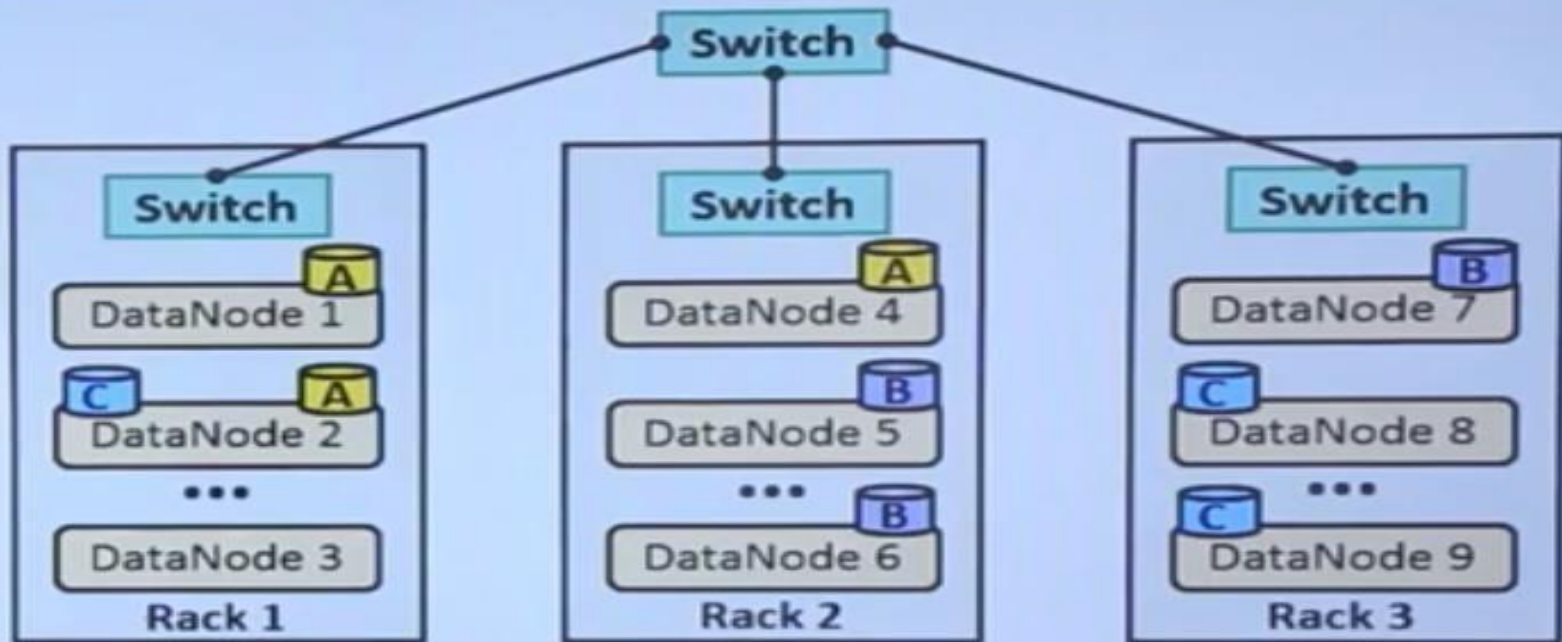 Switch
Switch
A
DataNode 1
C A
DataNode 2
...
DataNode 3
Rack 1
Switch
A
DataNode 4
B
DataNode 5
...
B
DataNode 6
Rack 2
Switch
B
DataNode 7
C
DataNode 8
...
C
DataNode 9
Rack 3